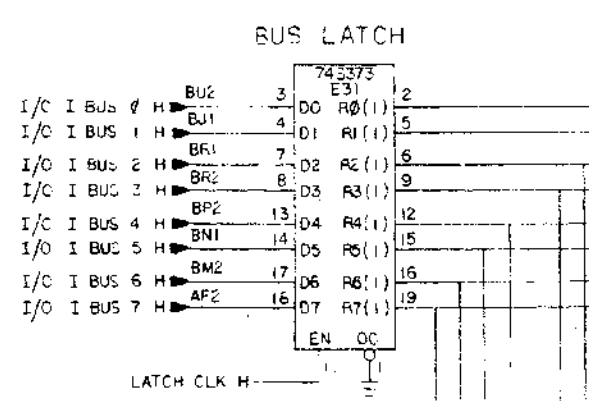 BUS LATCH
74S373
E31
I/O I BUS 0 H BU2 3 D0 R0(1) 2
I/O I BUS 1 H BJ1 4 D1 R1(1) 5
I/O I BUS 2 H BR1 7 D2 R2(1) 6
I/O I BUS 3 H BR2 8 D3 R3(1) 9
I/O I BUS 4 H BP2 13 D4 R4(1) 12
I/O I BUS 5 H BN1 14 D5 R5(1) 15
I/O I BUS 6 H BM2 17 D6 R6(1) 16
I/O I BUS 7 H AF2 18 D7 R7(1) 19
EN OC
LATCH CLK H